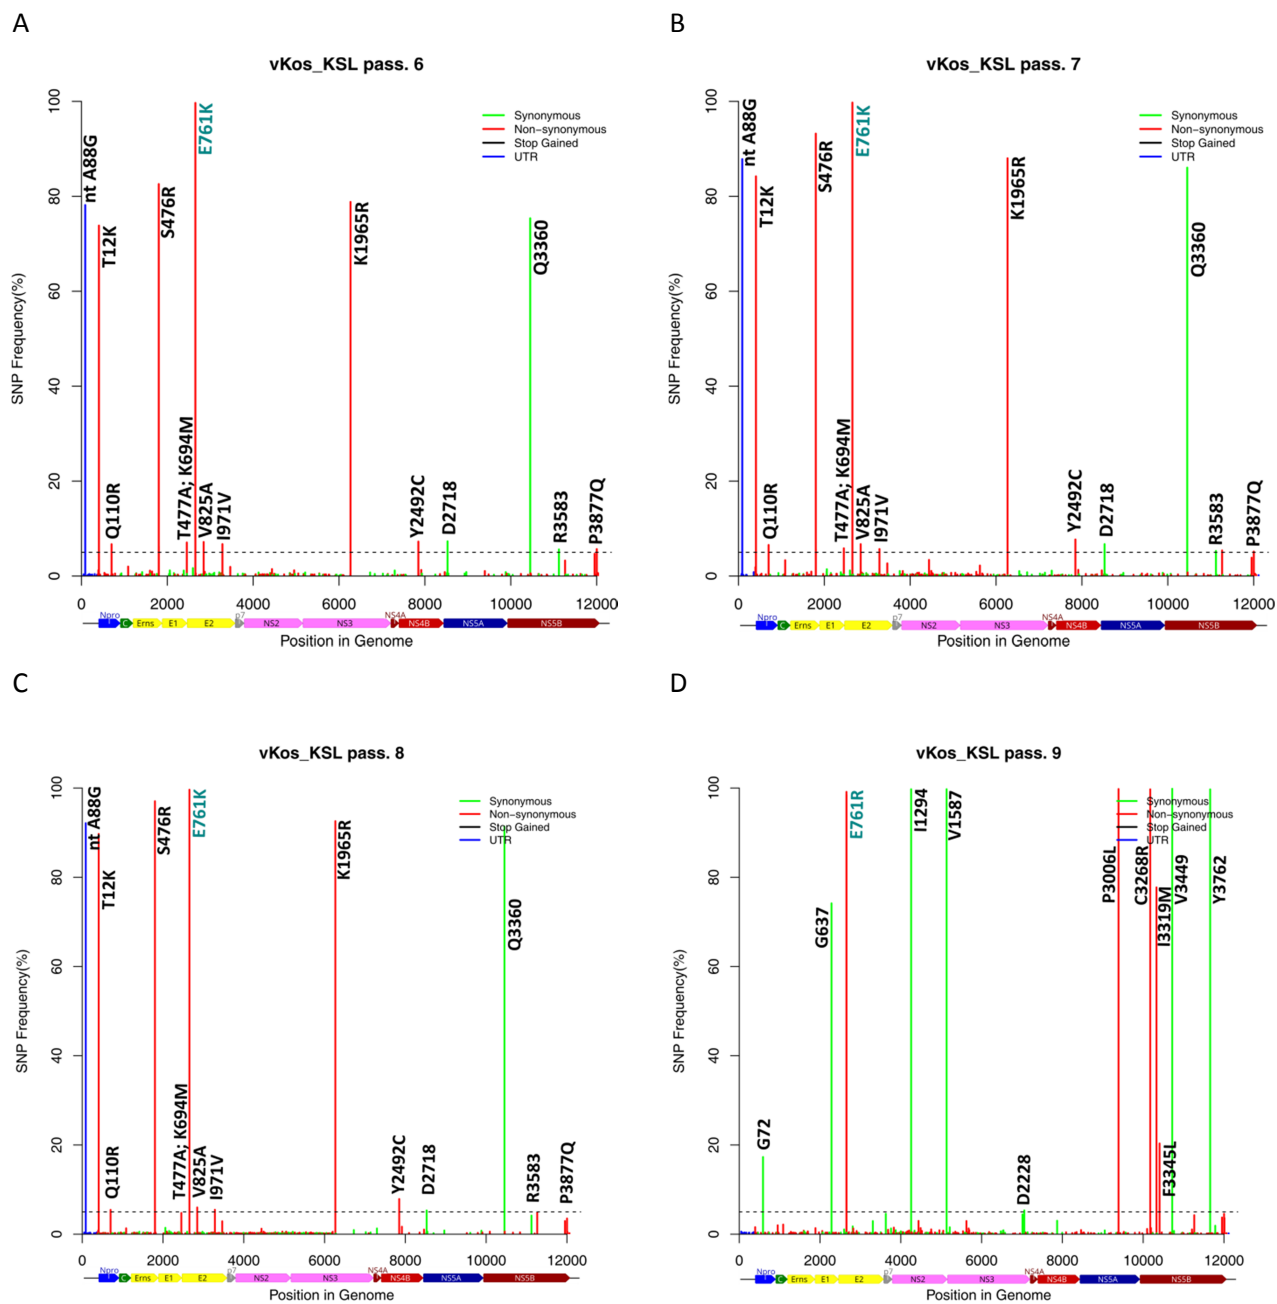 A
vKos_KSL pass. 6
SNP Frequency(%)
100
80
60
40
20
0
nt A88G
T12K
Q110R
S476R
T477A; K694M
E761K
V825A
I971V
K1965R
Y2492C
D2718
Q3360
R3583
P3877Q
Synonymous
Non-synonymous
Stop Gained
UTR
0 2000 4000 6000 8000 10000 12000
Npro C Erns E1 E2 p7 NS2 NS3 NS4A NS4B NS5A NS5B
Position in Genome
B
vKos_KSL pass. 7
SNP Frequency(%)
100
80
60
40
20
0
nt A88G
T12K
Q110R
S476R
T477A; K694M
E761K
V825A
I971V
K1965R
Y2492C
D2718
Q3360
R3583
P3877Q
Synonymous
Non-synonymous
Stop Gained
UTR
0 2000 4000 6000 8000 10000 12000
Npro C Erns E1 E2 p7 NS2 NS3 NS4A NS4B NS5A NS5B
Position in Genome
C
vKos_KSL pass. 8
SNP Frequency(%)
100
80
60
40
20
0
nt A88G
T12K
Q110R
S476R
T477A; K694M
E761K
V825A
I971V
K1965R
Y2492C
D2718
Q3360
R3583
P3877Q
Synonymous
Non-synonymous
Stop Gained
UTR
0 2000 4000 6000 8000 10000 12000
Npro C Erns E1 E2 p7 NS2 NS3 NS4A NS4B NS5A NS5B
Position in Genome
D
vKos_KSL pass. 9
SNP Frequency(%)
100
80
60
40
20
0
G72
G637
E761R
I1294
V1587
D2228
P3006L
C3268R
I3319M
F3345L
V3449
Y3762
Synonymous
Non-synonymous
Stop Gained
UTR
0 2000 4000 6000 8000 10000 12000
Npro C Erns E1 E2 p7 NS2 NS3 NS4A NS4B NS5A NS5B
Position in Genome